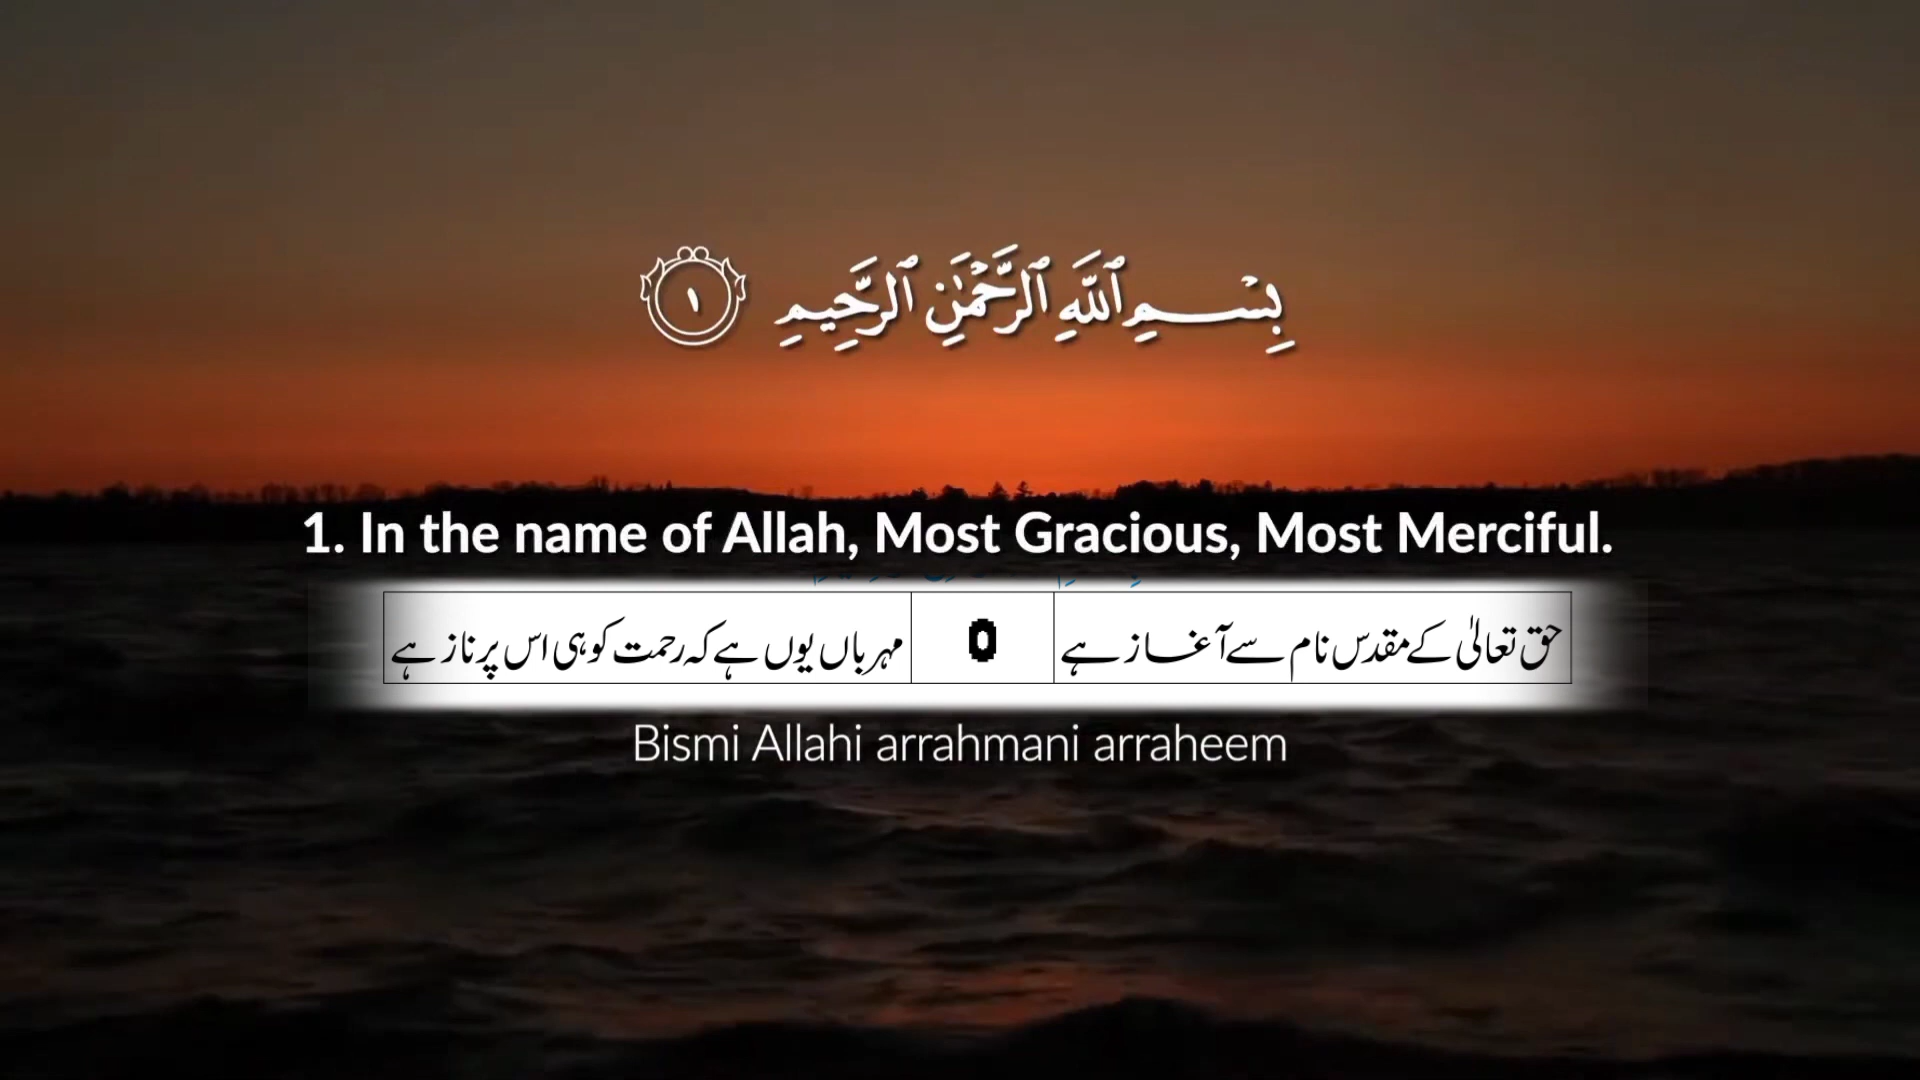 بِسْمِ ٱللَّهِ ٱلرَّحْمَٰنِ ٱلرَّحِيمِ ١
1. In the name of Allah, Most Gracious, Most Merciful.
حق تعالیٰ کے مقدس نام سے آغاز ہے ٥ مہرباں یوں ہے کہ رحمت کو ہی اس پر ناز ہے
Bismi Allahi arrahmani arraheem